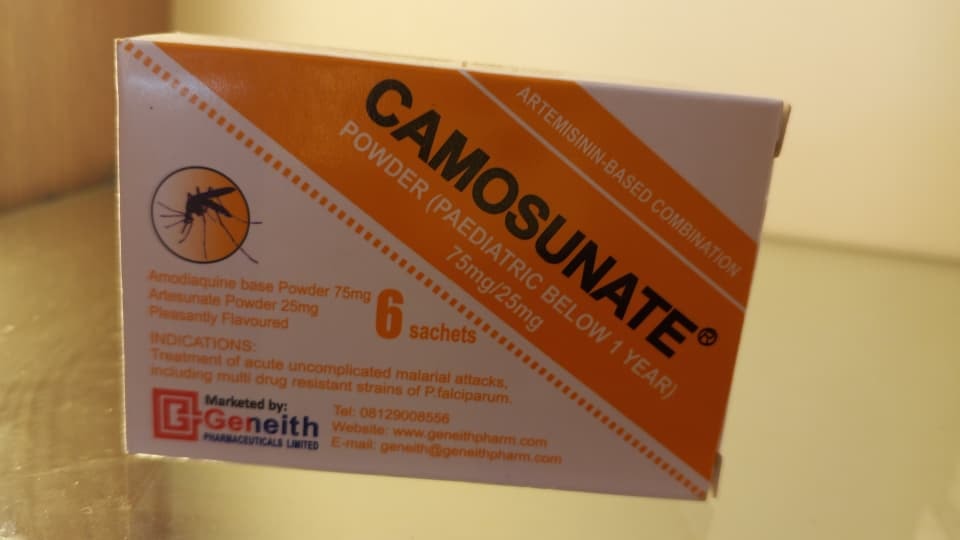 ARTEMISININ-BASED COMBINATION
CAMOSUNATE®
POWDER (PAEDIATRIC BELOW 1 YEAR)
75mg/25mg
Amodiaquine base Powder 75mg
Artesunate Powder 25mg
Pleasantly Flavoured
6 sachets
INDICATIONS:
Treatment of acute uncomplicated malarial attacks,
including multi drug resistant strains of P.falciparum.
Marketed by:
Geneith
PHARMACEUTICALS LIMITED
Tel: 08129008556
Website: www.geneithpharm.com
E-mail: geneith@geneithpharm.com